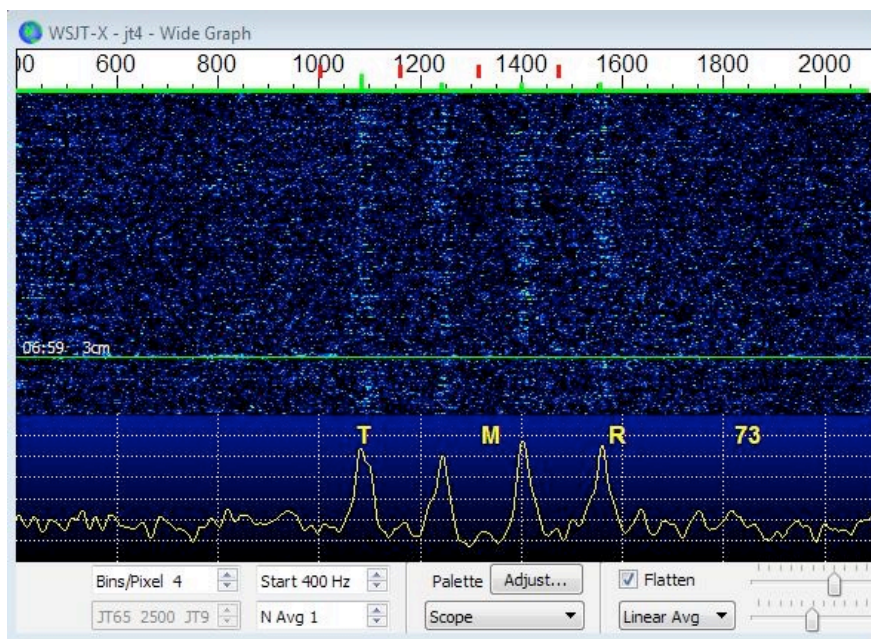 WSJT-X - jt4 - Wide Graph
00 600 800 1000 1200 1400 1600 1800 2000
06:59 3cm
T M R 73
Bins/Pixel 4 Start 400 Hz Palette Adjust... Flatten
JT65 2500 JT9 N Avg 1 Scope Linear Avg